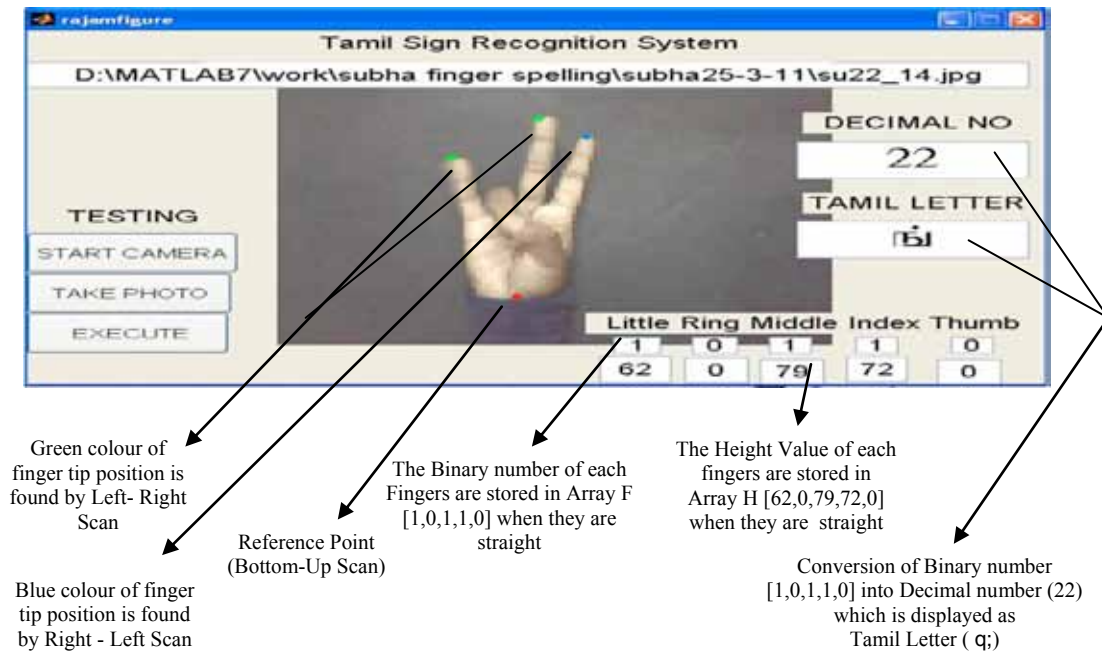 rajamfigure
Tamil Sign Recognition System
D:\MATLAB7\work\subha finger spelling\subha25-3-11\su22_14.jpg
DECIMAL NO
22
TAMIL LETTER
ங்
TESTING
START CAMERA
TAKE PHOTO
EXECUTE
Little Ring Middle Index Thumb
1 0 1 1 0
62 0 79 72 0
Green colour of
finger tip position is
found by Left- Right
Scan
Blue colour of finger
tip position is found
by Right - Left Scan
Reference Point
(Bottom-Up Scan)
The Binary number of each
Fingers are stored in Array F
[1,0,1,1,0] when they are
straight
The Height Value of each
fingers are stored in
Array H [62,0,79,72,0]
when they are straight
Conversion of Binary number
[1,0,1,1,0] into Decimal number (22)
which is displayed as
Tamil Letter ( q;)